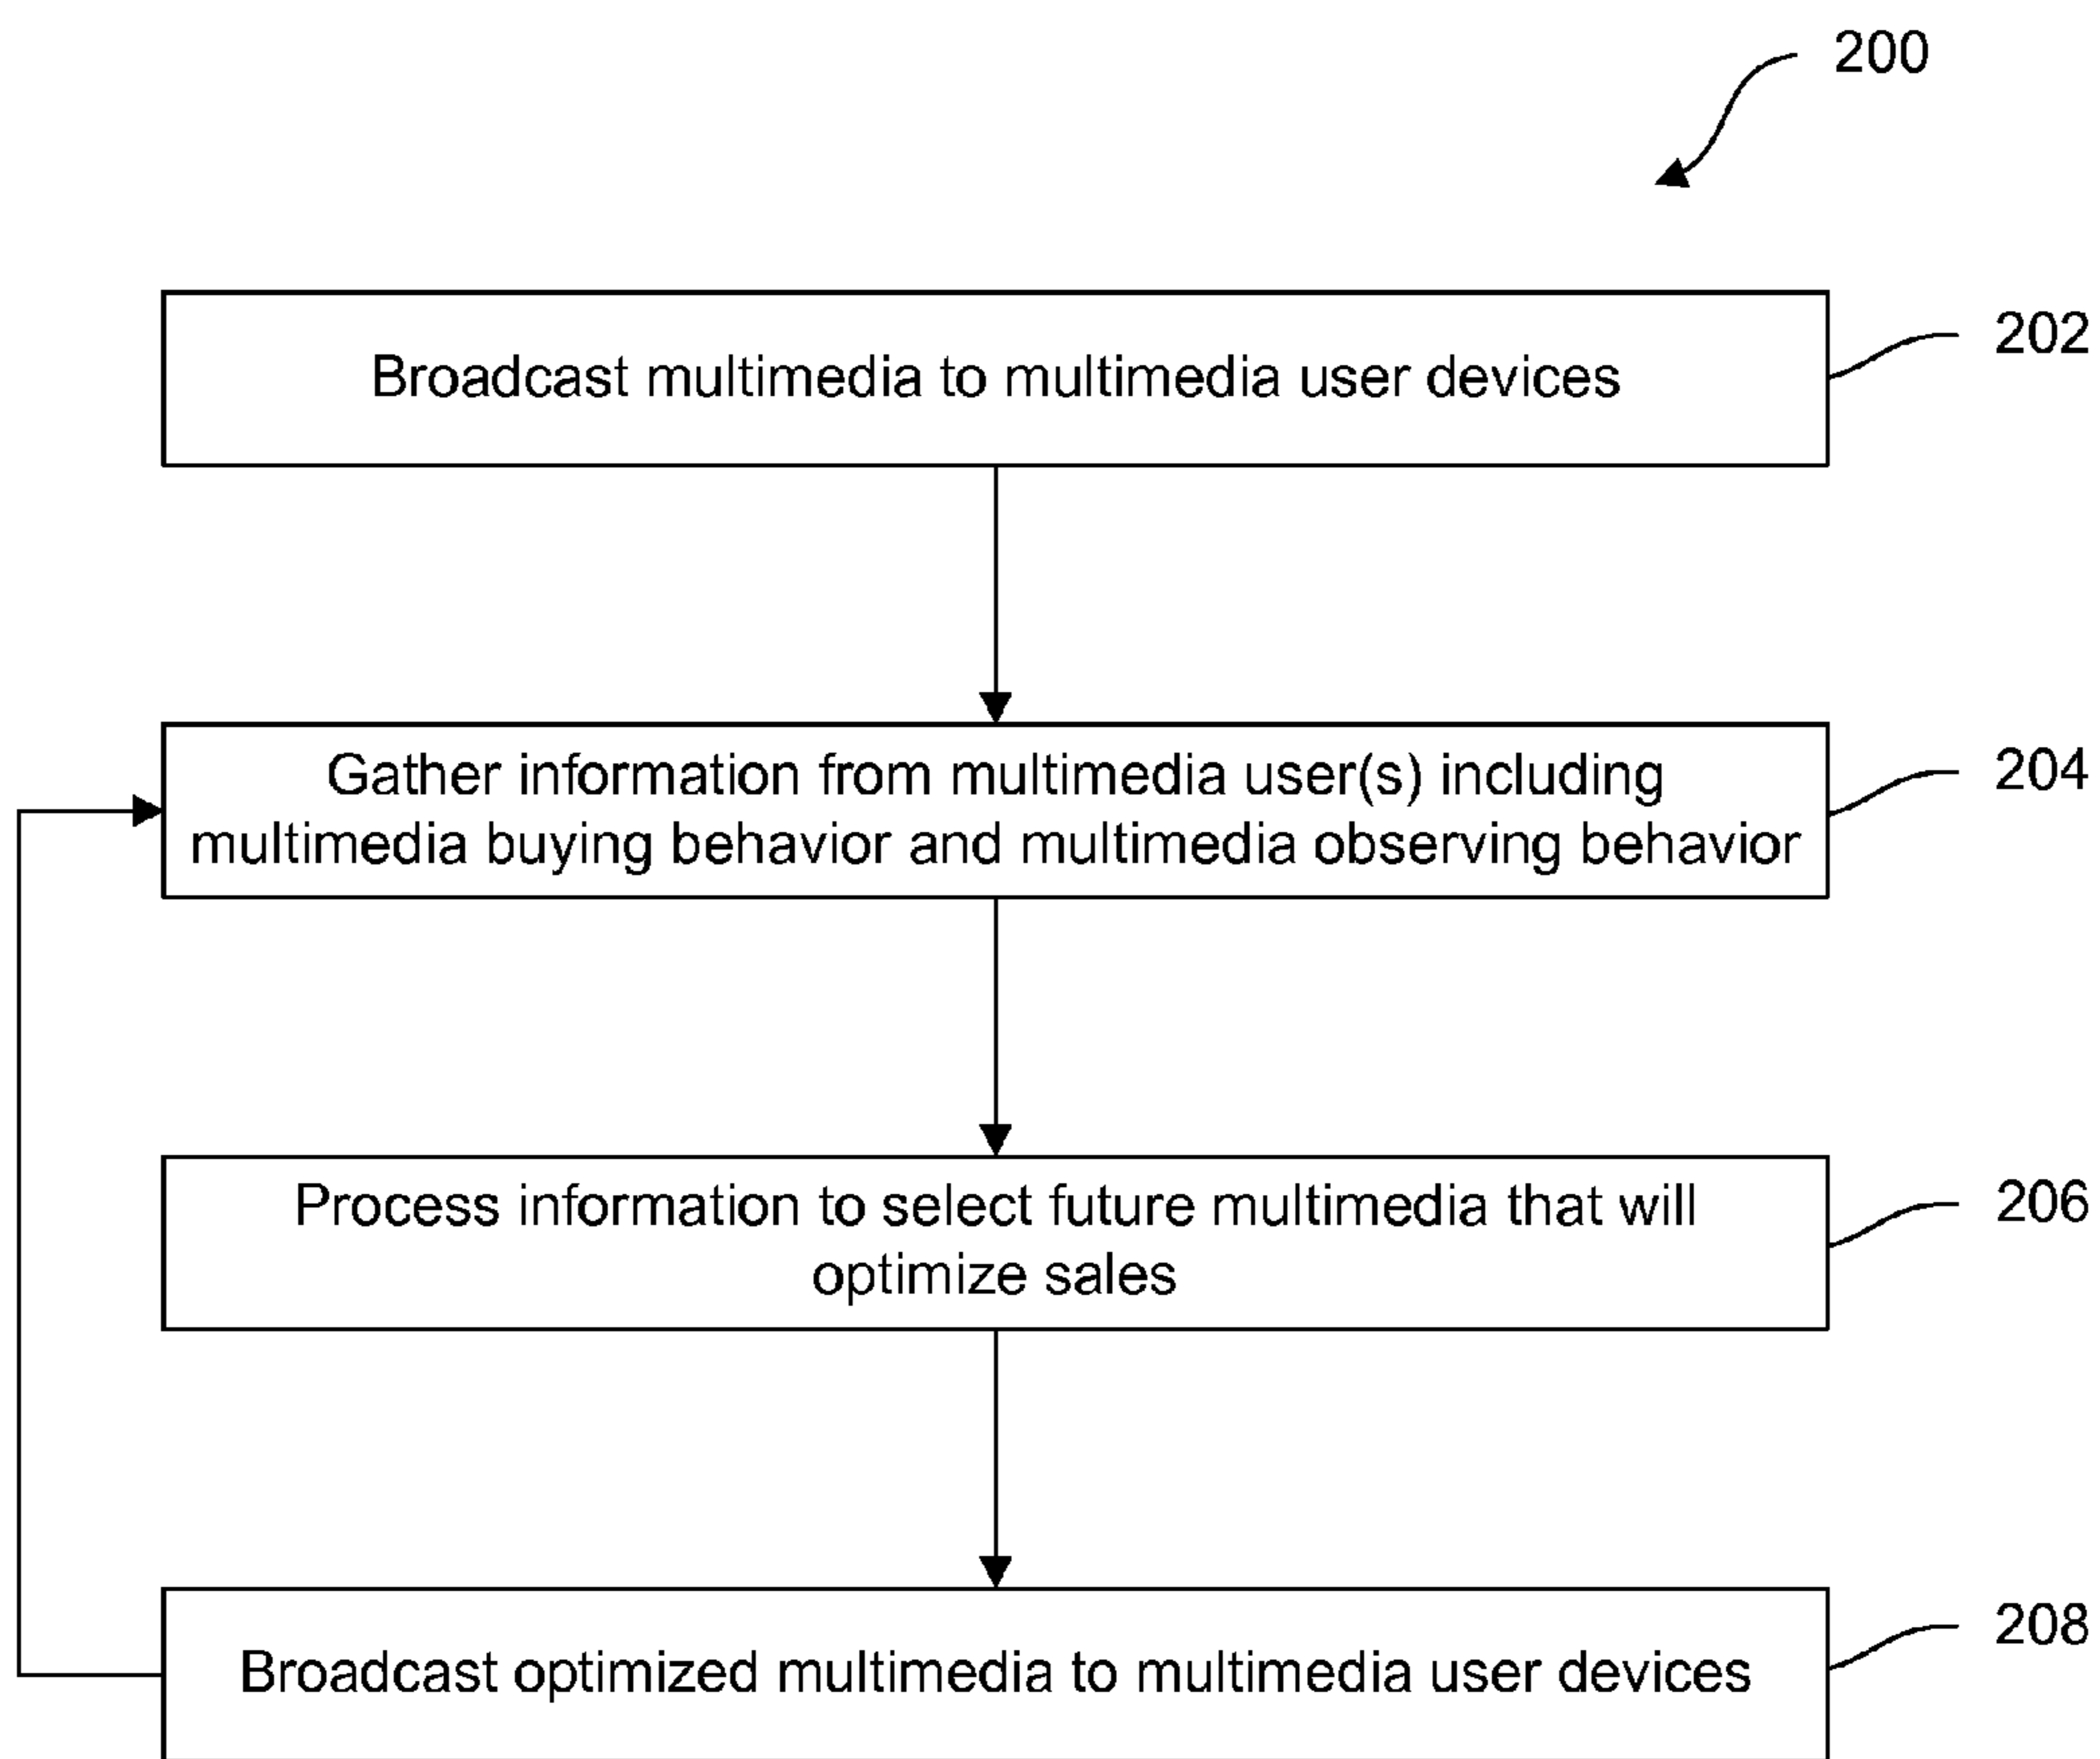 200
Broadcast multimedia to multimedia user devices
202
Gather information from multimedia user(s) including
multimedia buying behavior and multimedia observing behavior
204
Process information to select future multimedia that will
optimize sales
206
Broadcast optimized multimedia to multimedia user devices
208